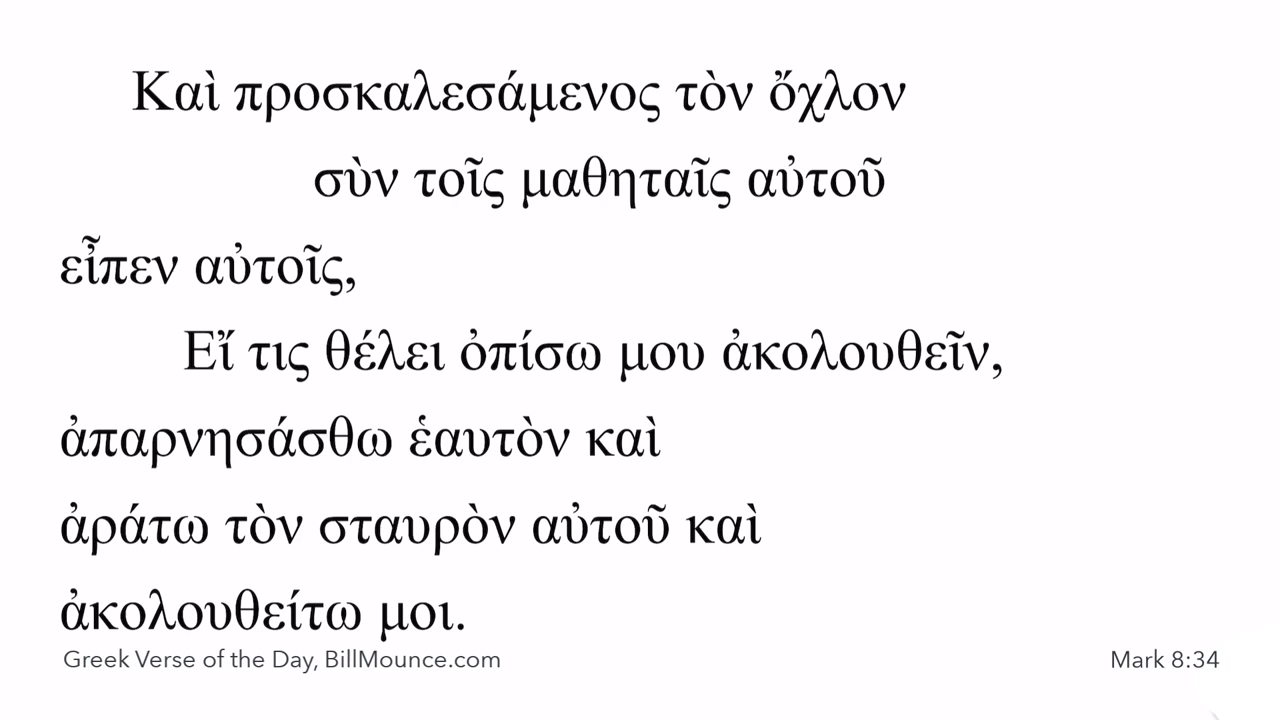 Καὶ προσκαλεσάμενος τὸν ὄχλον
σὺν τοῖς μαθηταῖς αὐτοῦ
εἶπεν αὐτοῖς,
Εἴ τις θέλει ὀπίσω μου ἀκολουθεῖν,
ἀπαρνησάσθω ἑαυτὸν καὶ
ἀράτω τὸν σταυρὸν αὐτοῦ καὶ
ἀκολουθείτω μοι.
Greek Verse of the Day, BillMounce.com
Mark 8:34